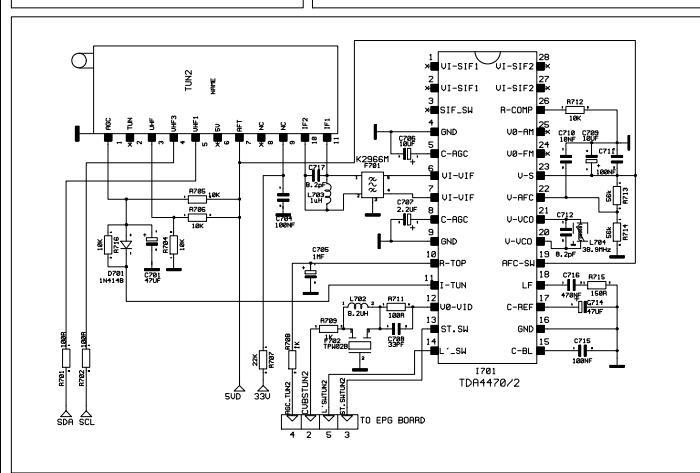 TUN2
NAME
AGC
TUN
UHF
VHF3
VHF1
5V
AFT
NC
NC
IF2
IF1
1
2
3
4
5
6
7
8
9
10
11
R705 10K
R706
10K
10K
R716
D701
1N4148
C701
47UF
R704
10K
C704
100NF
C717
8.2pF
L703
1uH
K2966M
F701
1
2
3
C706
10UF
C707
2.2UF
C705
1MF
L702
8.2UH
R711
100R
R709
1K
F702
TPW02B
C708
33PF
R708
1K
22K
R707
100R
R701
100R
R702
SDA
SCL
5VD
33V
AGC_TUN2
CVBSTUN2
L'SWTUN2
ST.SWTUN2
4
2
5
3
TO EPG BOARD
1 VI-SIF1
2 VI-SIF1
3 SIF_SW
4 GND
5 C-AGC
6 VI-VIF
7 VI-VIF
8 C-AGC
9 GND
10 R-TOP
11 I-TUN
12 V0-VID
13 ST.SW
14 L'_SW
VI-SIF2 28
VI-SIF2 27
R-COMP 26
V0-AM 25
V0-FM 24
V-S 23
V-AFC 22
V-VCO 21
V-VCO 20
AFC-SW 19
LF 18
C-REF 17
GND 16
C-BL 15
I701
TDA4470/2
R712
10K
C710
10NF
C709
10UF
C711
100NF
56k
R713
56k
R714
C712
8.2pF
L704
38.9MHz
C716
470NF
R715
150R
C714
47UF
C715
100NF